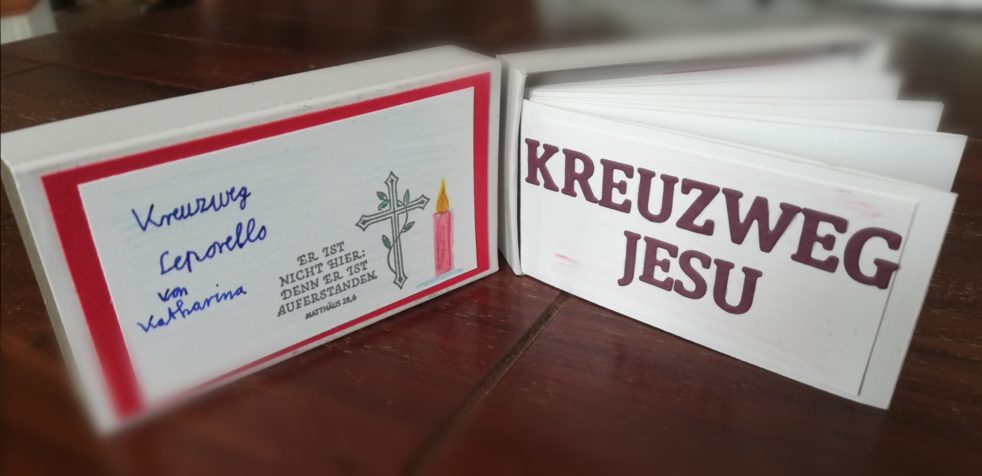 Kreuzweg
Leporello
von
Katharina
ER IST
NICHT HIER;
DENN ER IST
AUFERSTANDEN.
MATTHÄUS 28,6
KREUZWEG
JESU